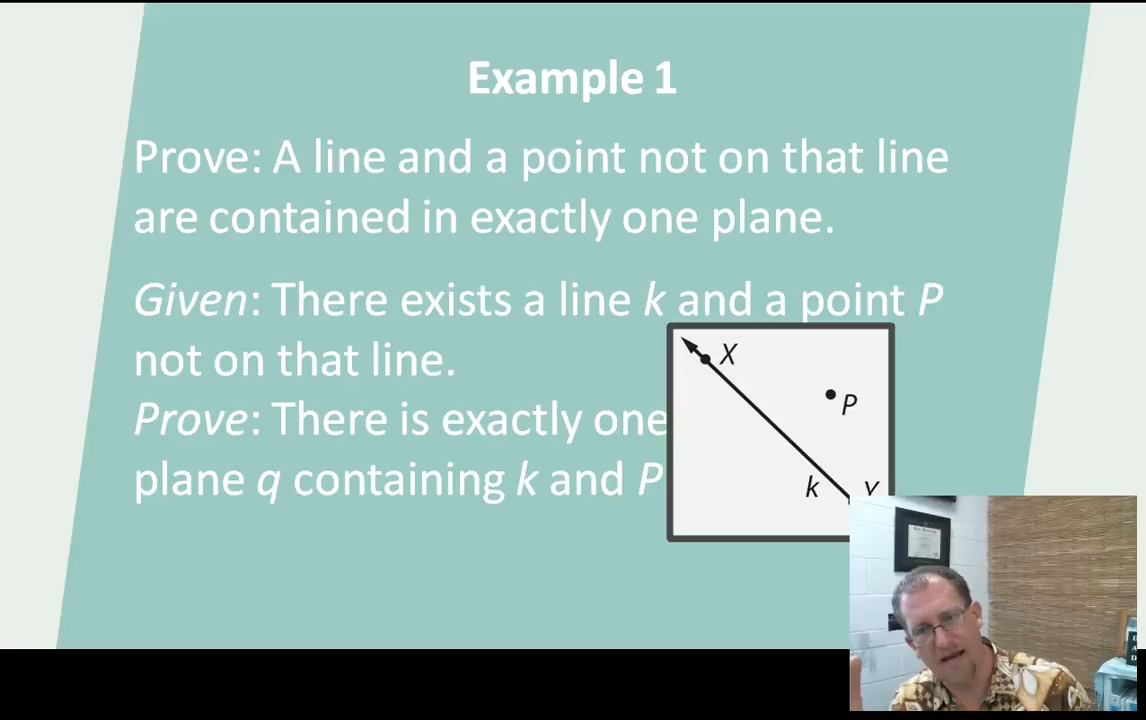 Example 1
Prove: A line and a point not on that line
are contained in exactly one plane.
Given: There exists a line k and a point P
not on that line.
Prove: There is exactly one
plane q containing k and P
X
P
k
Y